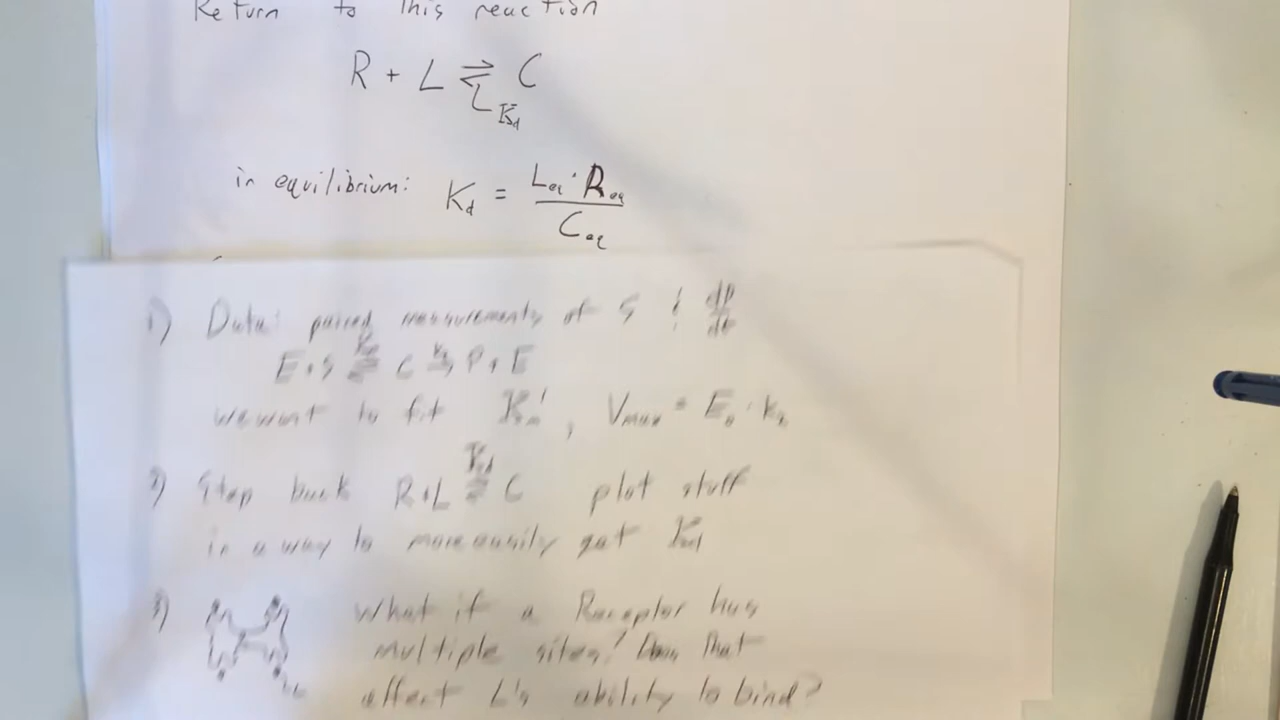 Return to this reaction
R + L ⇌ C
Kd
in equilibrium: Kd = Leq · Req / Ceq
1) Data: paired measurements of S & dp/dt
E + S ⇌ C → P + E
we want to fit Km', Vmax = E₀ · k₂
2) Step back R+L ⇌ C plot stuff
Kd
in a way to more easily get Kd
3) What if a Receptor has
multiple sites? Does that
affect L's ability to bind?